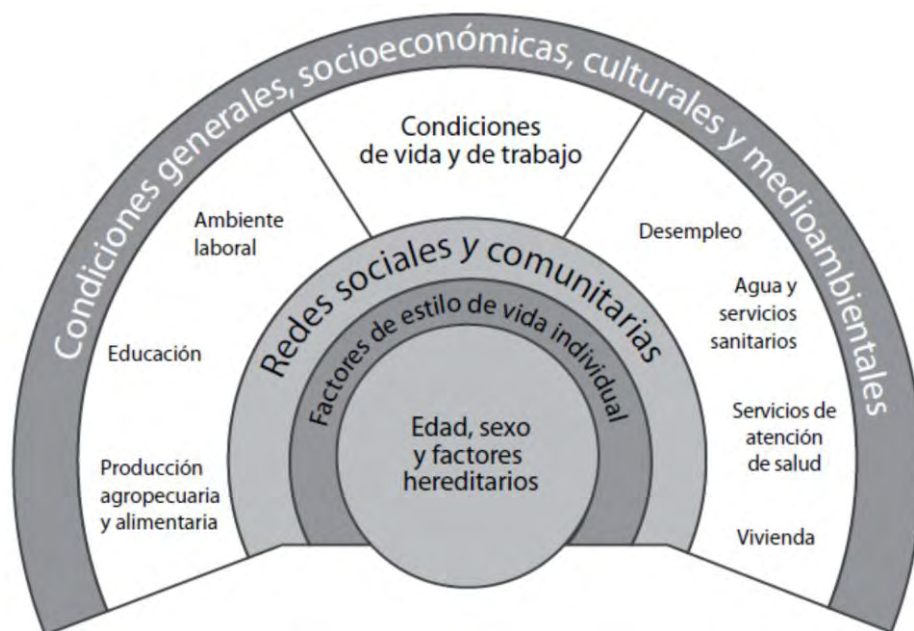 Condiciones generales, socioeconómicas, culturales y medioambientales
Condiciones
de vida y de trabajo
Ambiente
laboral
Educación
Producción
agropecuaria
y alimentaria
Desempleo
Agua y
servicios
sanitarios
Servicios de
atención
de salud
Vivienda
Redes sociales y comunitarias
Factores de estilo de vida individual
Edad, sexo
y factores
hereditarios